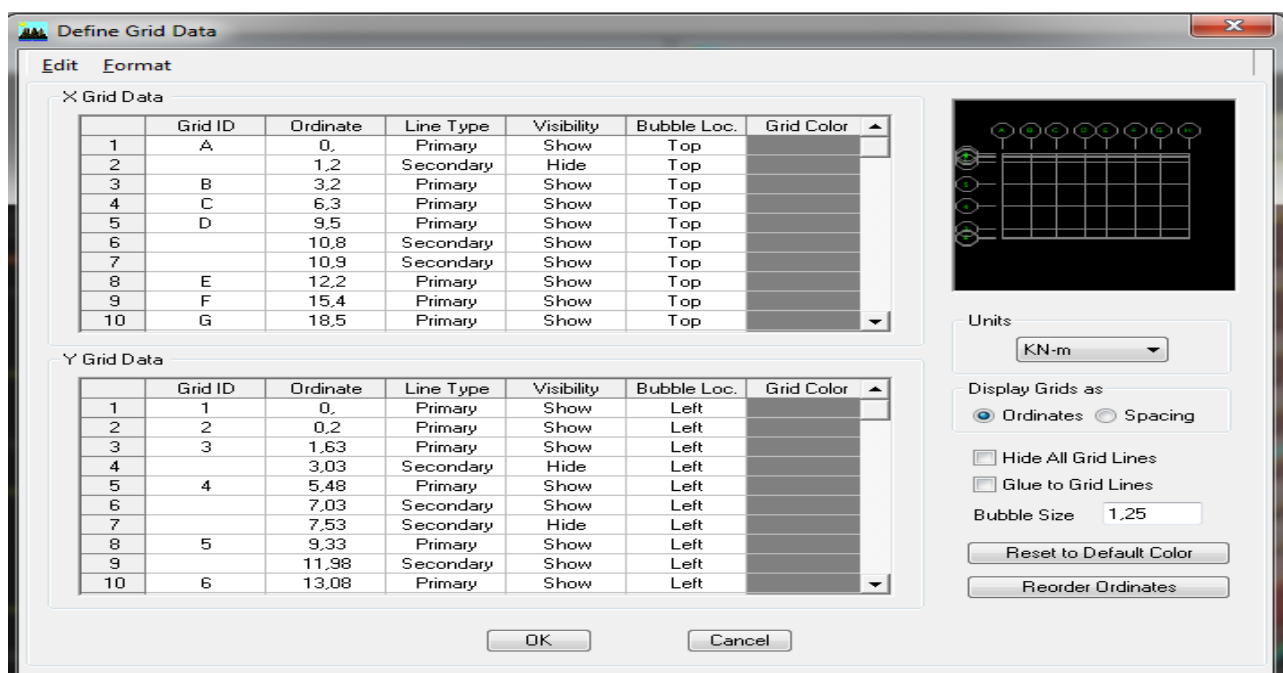 Define Grid Data
Edit Format
X Grid Data
Grid ID Ordinate Line Type Visibility Bubble Loc. Grid Color
1 A 0, Primary Show Top
2 1,2 Secondary Hide Top
3 B 3,2 Primary Show Top
4 C 6,3 Primary Show Top
5 D 9,5 Primary Show Top
6 10,8 Secondary Show Top
7 10,9 Secondary Show Top
8 E 12,2 Primary Show Top
9 F 15,4 Primary Show Top
10 G 18,5 Primary Show Top
Y Grid Data
Grid ID Ordinate Line Type Visibility Bubble Loc. Grid Color
1 1 0, Primary Show Left
2 2 0,2 Primary Show Left
3 3 1,63 Primary Show Left
4 3,03 Secondary Hide Left
5 4 5,48 Primary Show Left
6 7,03 Secondary Show Left
7 7,53 Secondary Hide Left
8 5 9,33 Primary Show Left
9 11,98 Secondary Show Left
10 6 13,08 Primary Show Left
Units
KN-m
Display Grids as
Ordinates Spacing
Hide All Grid Lines
Glue to Grid Lines
Bubble Size 1,25
Reset to Default Color
Reorder Ordinates
OK Cancel